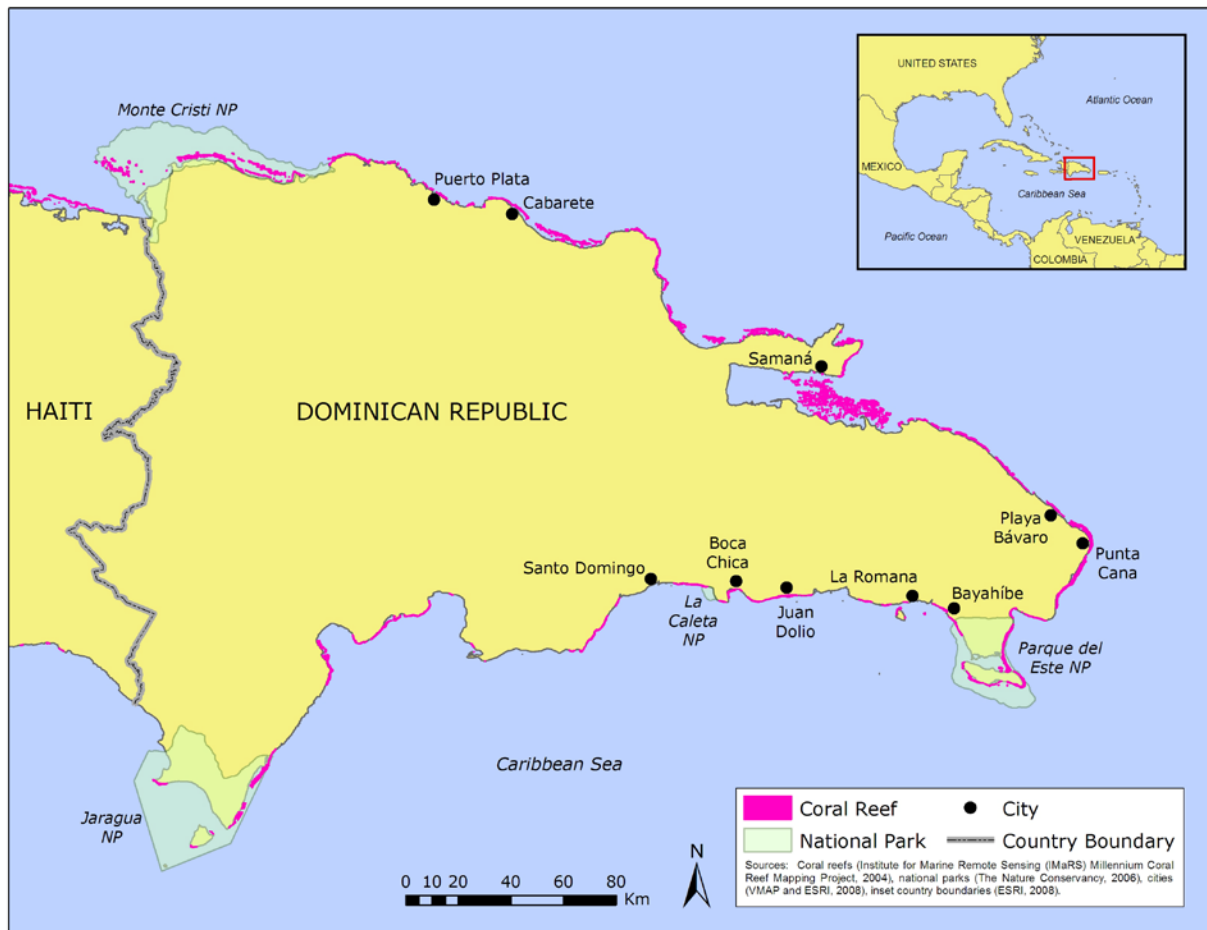 Monte Cristi NP
Puerto Plata
Cabarete
UNITED STATES
Atlantic Ocean
MEXICO
Caribbean Sea
Pacific Ocean
VENEZUELA
COLOMBIA
Samaná
HAITI
DOMINICAN REPUBLIC
Playa
Bávaro
Punta
Cana
Boca
Chica
Santo Domingo
La Romana
Bayahíbe
La
Caleta
NP
Juan
Dolio
Parque del
Este NP
Caribbean Sea
Jaragua
NP
Coral Reef
City
National Park
Country Boundary
Sources: Coral reefs (Institute for Marine Remote Sensing (IMaRS) Millennium Coral
Reef Mapping Project, 2004), national parks (The Nature Conservancy, 2006), cities
(VMAP and ESRI, 2008), inset country boundaries (ESRI, 2008).
N
0 10 20 40 60 80
Km